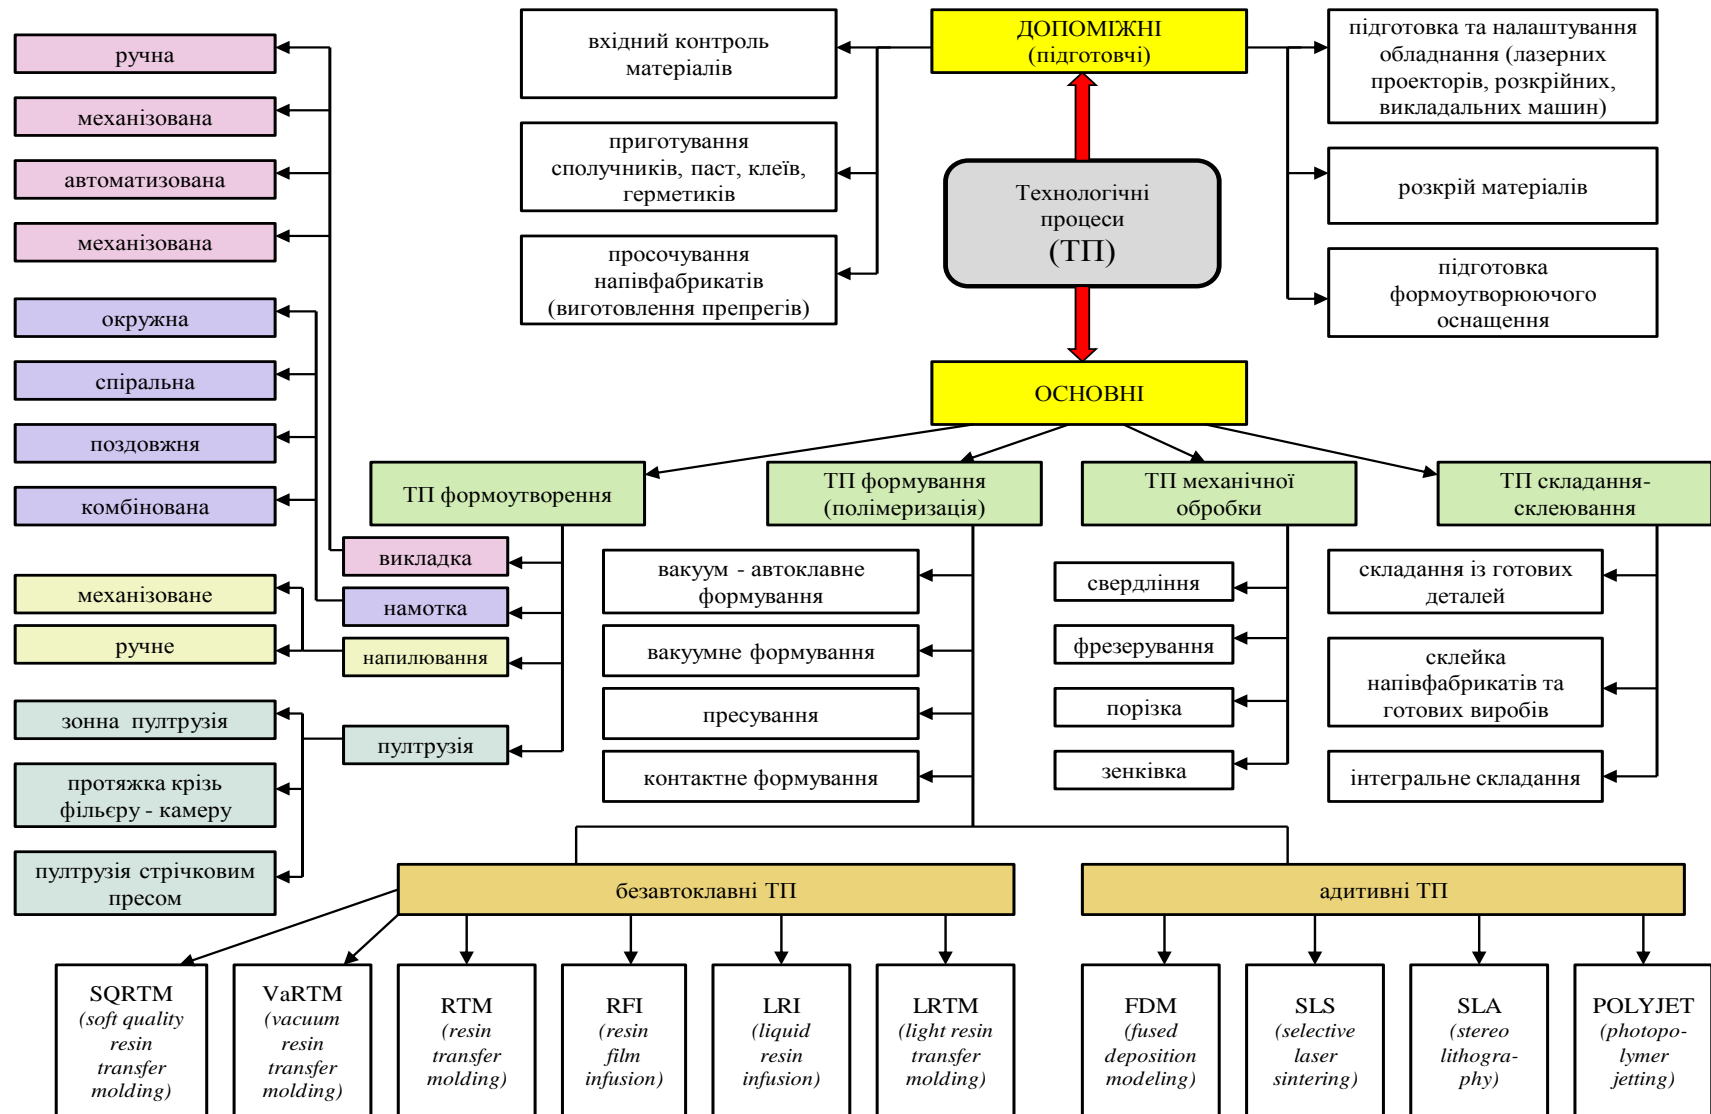 ручна
механізована
автоматизована
механізована
окружна
спіральна
поздовжня
комбінована
механізоване
ручне
зонна пултрузія
протяжка крізь
фільєру - камеру
пултрузія стрічковим
пресом
вхідний контроль
матеріалів
приготування
сполучників, паст, клеїв,
герметиків
просочування
напівфабрикатів
(виготовлення препрегів)
ДОПОМІЖНІ
(підготовчі)
Технологічні
процеси
(ТП)
ОСНОВНІ
підготовка та налаштування
обладнання (лазерних
проекторів, розкрійних,
викладальних машин)
розкрій матеріалів
підготовка
формоутворюючого
оснащення
ТП формоутворення
викладка
намотка
напилювання
пултрузія
ТП формування
(полімеризація)
вакуум - автоклавне
формування
вакуумне формування
пресування
контактне формування
ТП механічної
обробки
свердління
фрезерування
порізка
зенківка
ТП складання-
склеювання
складання із готових
деталей
склейка
напівфабрикатів та
готових виробів
інтегральне складання
безавтоклавні ТП
адитивні ТП
SQRTM
(soft quality
resin
transfer
molding)
VaRTM
(vacuum
resin
transfer
molding)
RTM
(resin
transfer
molding)
RFI
(resin
film
infusion)
LRI
(liquid
resin
infusion)
LRTM
(light resin
transfer
molding)
FDM
(fused
deposition
modeling)
SLS
(selective
laser
sintering)
SLA
(stereo
lithogra-
phy)
POLYJET
(photopo-
lymer
jetting)